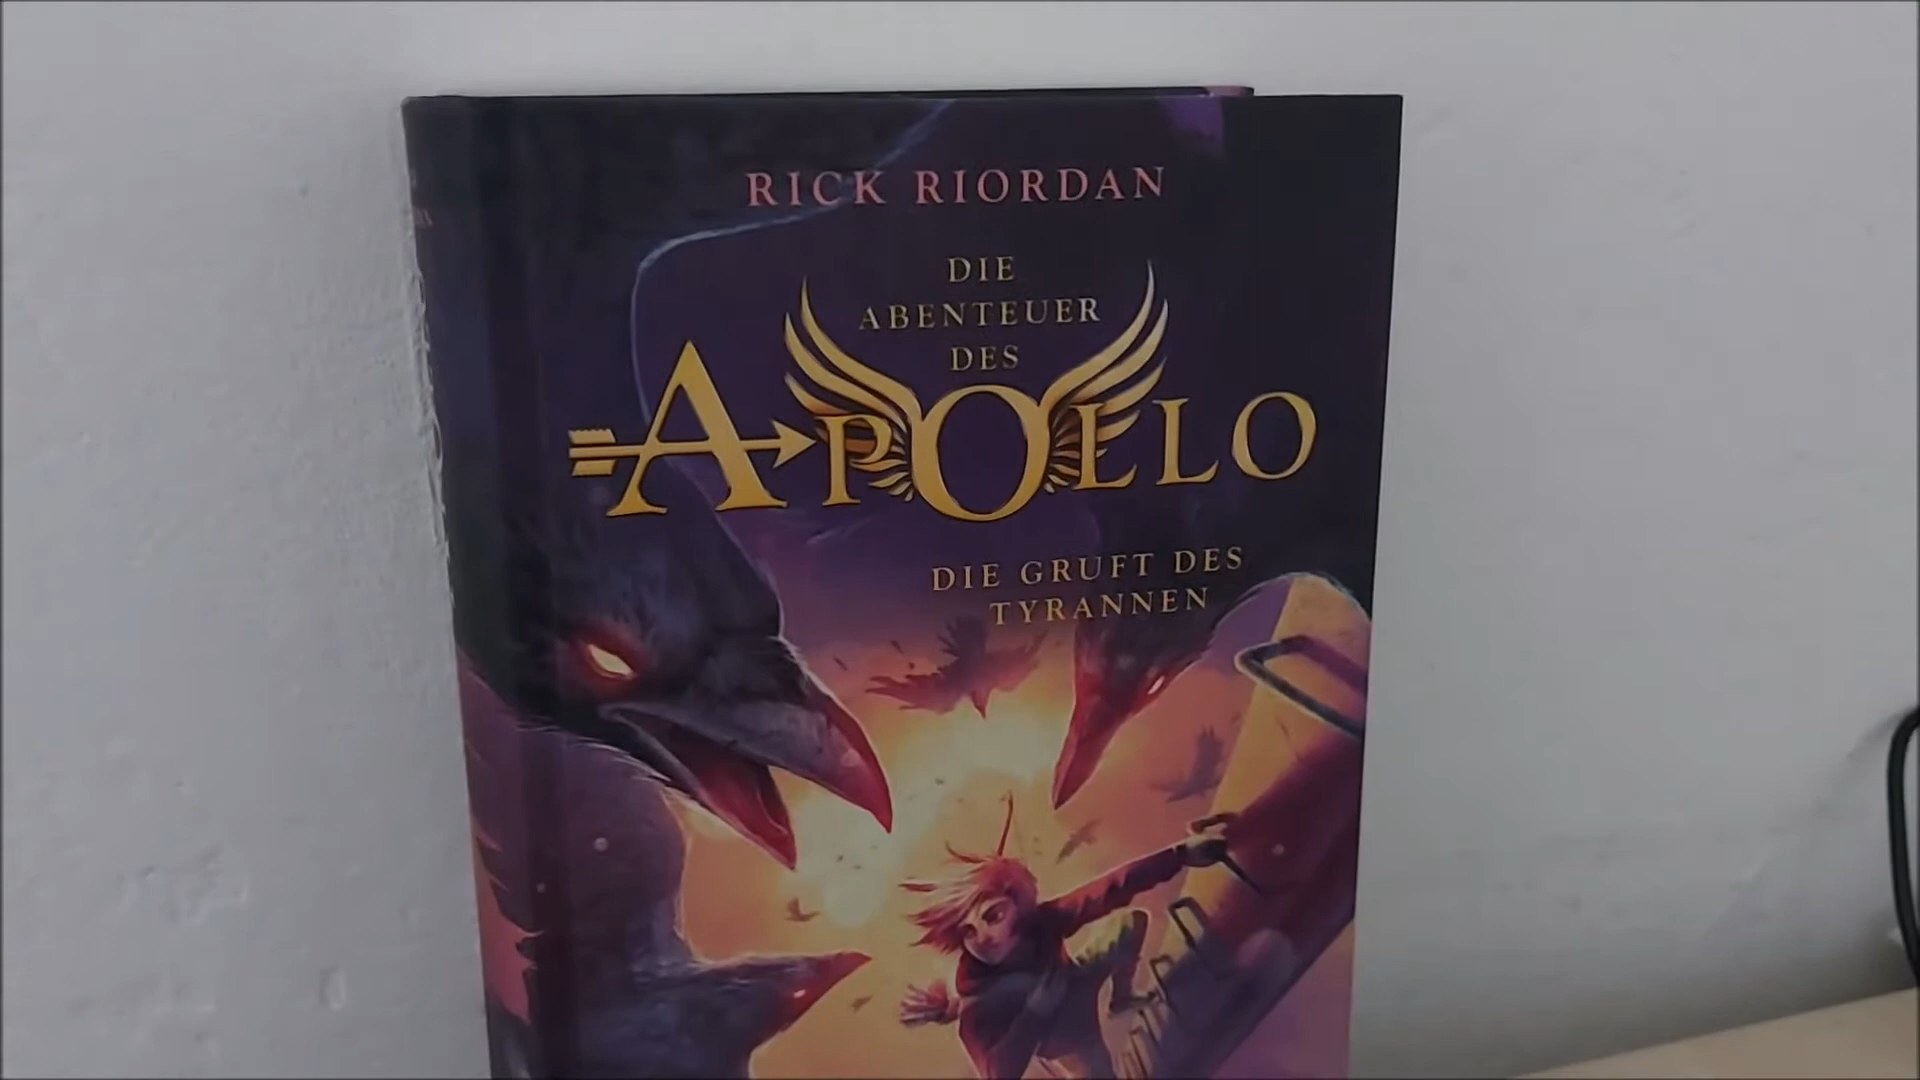 RICK RIORDAN
DIE
ABENTEUER
DES
APOLLO
DIE GRUFT DES
TYRANNEN